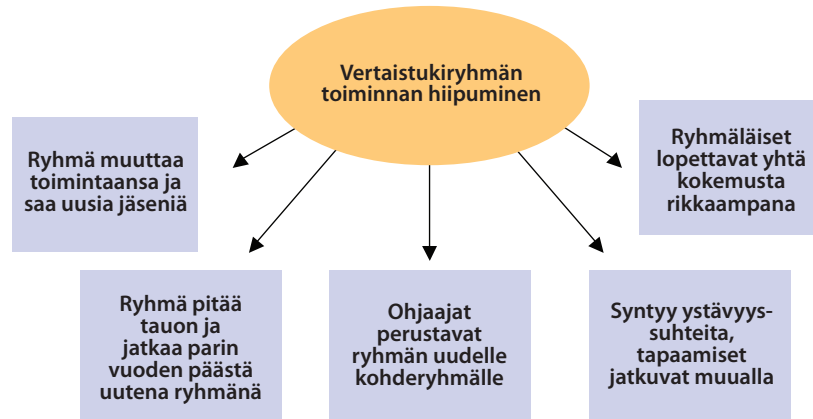 Vertaistukiryhmän
toiminnan hiipuminen
Ryhmä muuttaa
toimintaansa ja
saa uusia jäseniä
Ryhmäläiset
lopettavat yhtä
kokemusta
rikkaampana
Ryhmä pitää
tauon ja
jatkaa parin
vuoden päästä
uutena ryhmänä
Ohjaajat
perustavat
ryhmän uudelle
kohderyhmälle
Syntyy ystävyys-
suhteita,
tapaamiset
jatkuvat muualla